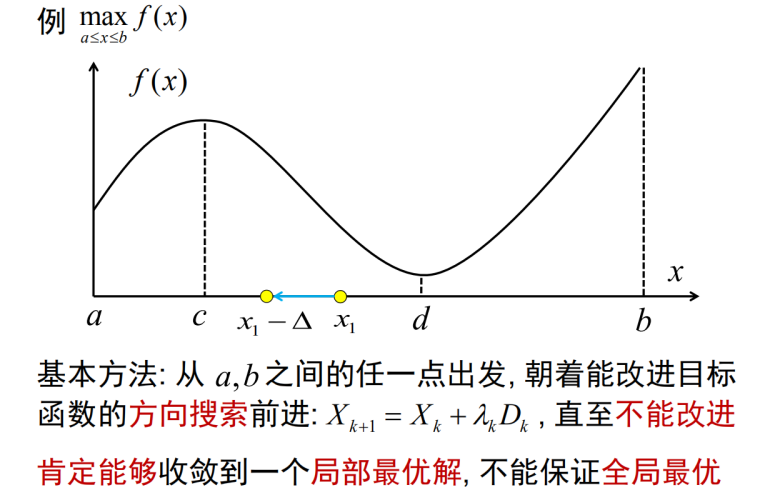 例 max f(x)
a≤x≤b
f(x)
x
a c x₁ − Δ x₁ d b
基本方法: 从 a,b 之间的任一点出发, 朝着能改进目标
函数的方向搜索前进: Xₖ₊₁ = Xₖ + λₖDₖ , 直至不能改进
肯定能够收敛到一个局部最优解, 不能保证全局最优